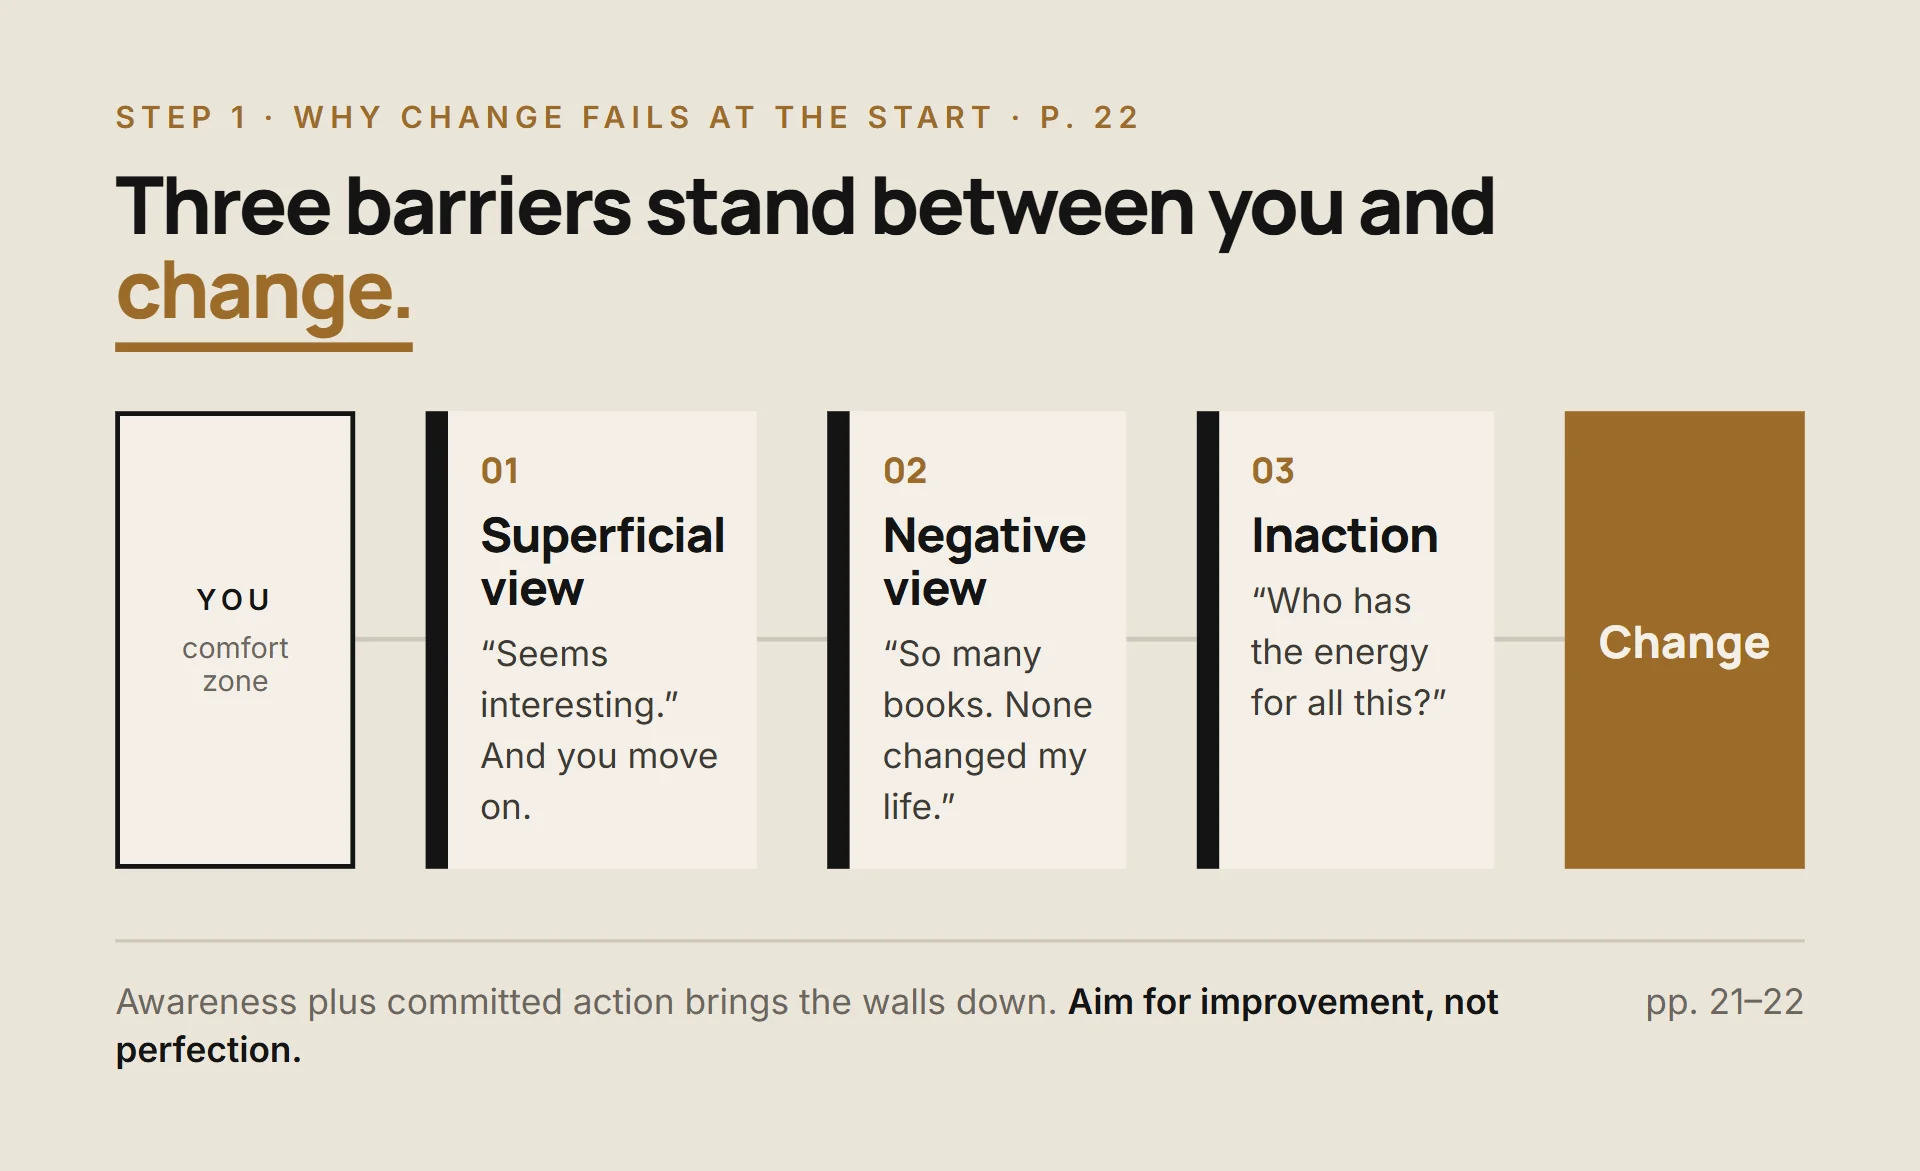 STEP 1 · WHY CHANGE FAILS AT THE START · P. 22
Three barriers stand between you and
change.
YOU
comfort
zone
01
Superficial
view
“Seems
interesting.”
And you move
on.
02
Negative
view
“So many
books. None
changed my
life.”
03
Inaction
“Who has
the energy
for all this?”
Change
Awareness plus committed action brings the walls down. Aim for improvement, not
perfection.
pp. 21–22